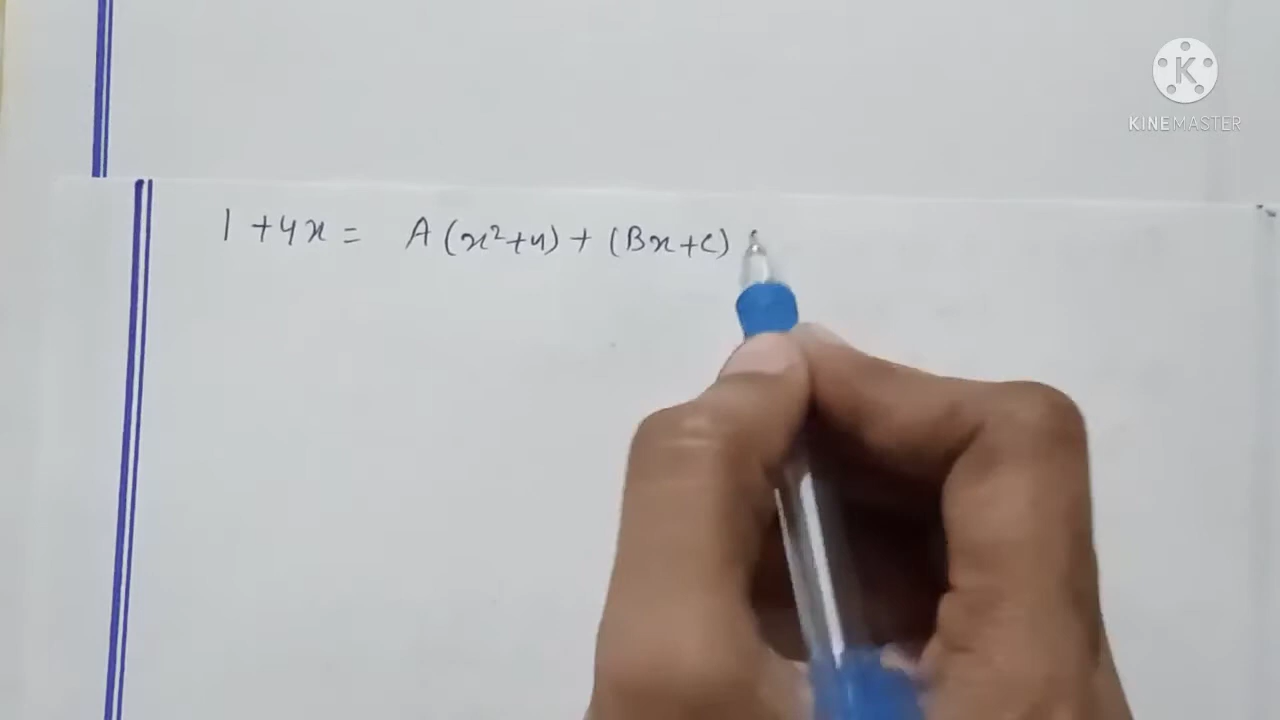 K
KINEMASTER
1 + 4x = A (x² + 4) + (Bx + C)